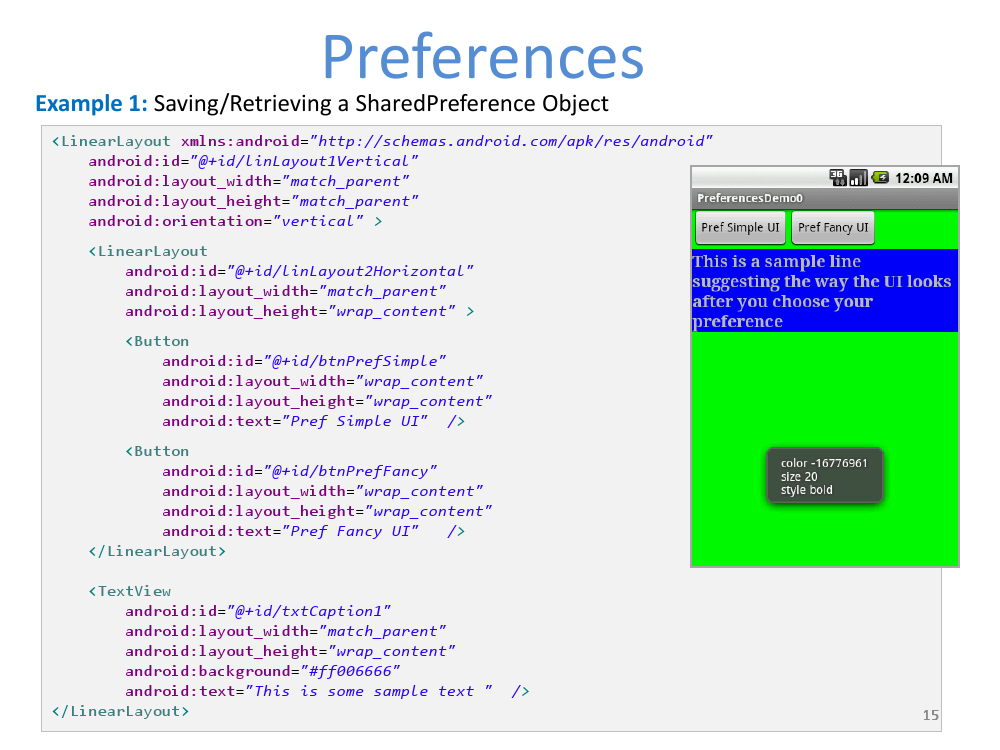 Preferences
Example 1: Saving/Retrieving a SharedPreference Object
<LinearLayout xmlns:android="http://schemas.android.com/apk/res/android"
android:id="@+id/linLayout1Vertical"
android:layout_width="match_parent"
android:layout_height="match_parent"
android:orientation="vertical" >
<LinearLayout
android:id="@+id/linLayout2Horizontal"
android:layout_width="match_parent"
android:layout_height="wrap_content" >
<Button
android:id="@+id/btnPrefSimple"
android:layout_width="wrap_content"
android:layout_height="wrap_content"
android:text="Pref Simple UI"  />
<Button
android:id="@+id/btnPrefFancy"
android:layout_width="wrap_content"
android:layout_height="wrap_content"
android:text="Pref Fancy UI"   />
</LinearLayout>
<TextView
android:id="@+id/txtCaption1"
android:layout_width="match_parent"
android:layout_height="wrap_content"
android:background="#ff006666"
android:text="This is some sample text "  />
</LinearLayout>
3G 12:09 AM
PreferencesDemo0
Pref Simple UI Pref Fancy UI
This is a sample line
suggesting the way the UI looks
after you choose your
preference
color -16776961
size 20
style bold
15